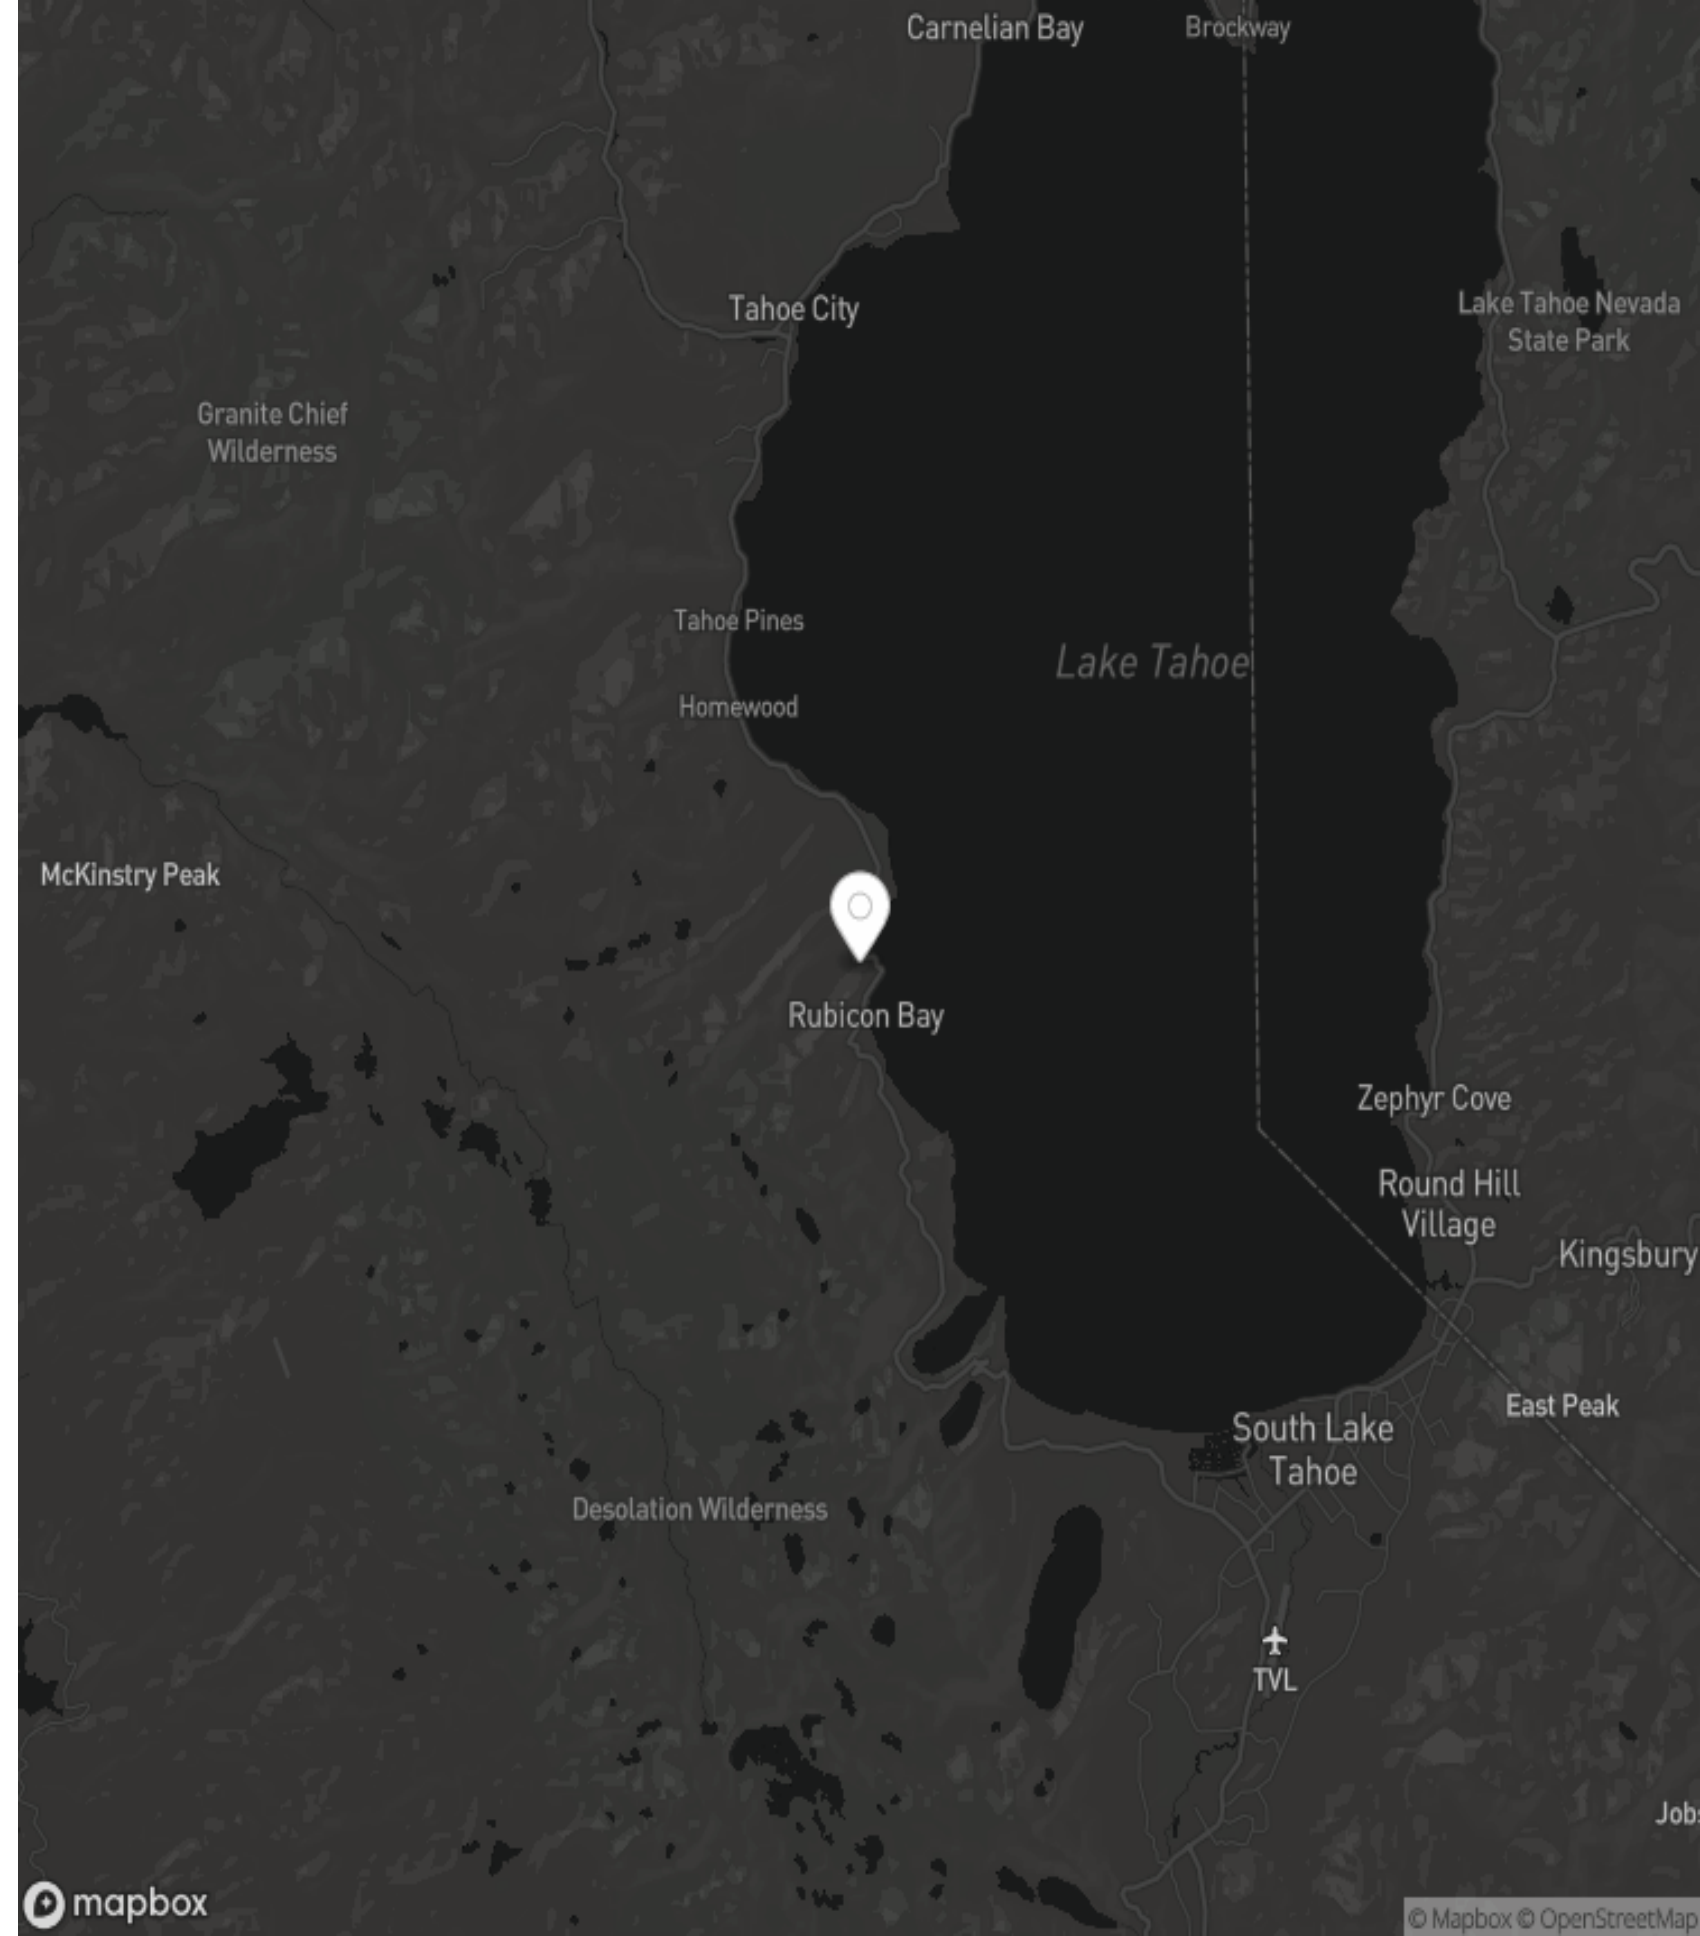 Carnelian Bay
Brockway
Tahoe City
Lake Tahoe Nevada
State Park
Granite Chief
Wilderness
Tahoe Pines
Lake Tahoe
Homewood
McKinstry Peak
Rubicon Bay
Zephyr Cove
Round Hill
Village
Kingsbury
East Peak
South Lake
Tahoe
Desolation Wilderness
TVL
Jobs
mapbox
© Mapbox © OpenStreetMap